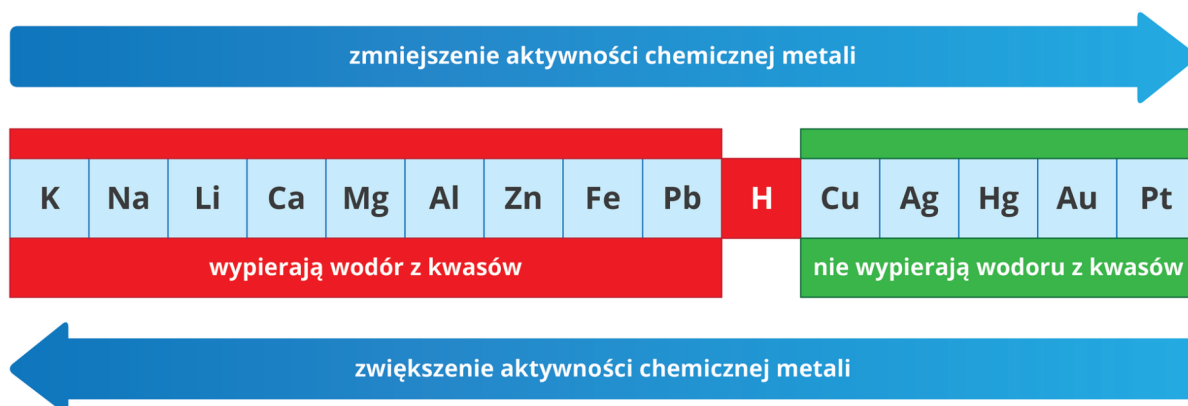 zmniejszenie aktywności chemicznej metali
K Na Li Ca Mg Al Zn Fe Pb H Cu Ag Hg Au Pt
wypierają wodór z kwasów nie wypierają wodoru z kwasów
zwiększenie aktywności chemicznej metali